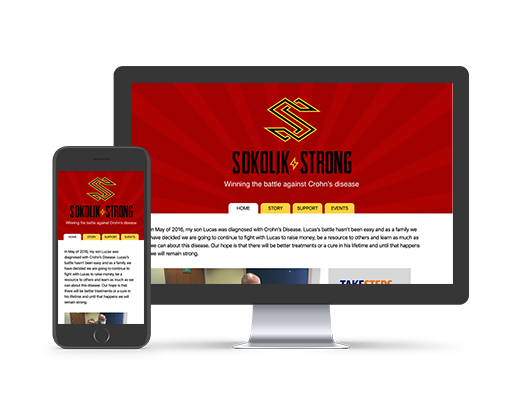 SOKOLIK STRONG
Winning the battle against Crohn's disease
HOME STORY SUPPORT EVENTS
In May of 2016, my son Lucas was diagnosed with Crohn's Disease. Lucas's battle hasn't been easy and as a family we
have decided we are going to continue to fight with Lucas to raise money, be a resource to others and learn as much as
we can about this disease. Our hope is that there will be better treatments or a cure in his lifetime and until that happens
we will remain strong.
TAKE STEPS
SOKOLIK STRONG
Winning the battle against Crohn's disease
HOME STORY SUPPORT EVENTS
In May of 2016, my son Lucas was
diagnosed with Crohn's Disease. Lucas's
battle hasn't been easy and as a family we
have decided we are going to continue to
fight with Lucas to raise money, be a
resource to others and learn as much as we
can about this disease. Our hope is that
there will be better treatments or a cure in
his lifetime and until that happens we will
remain strong.